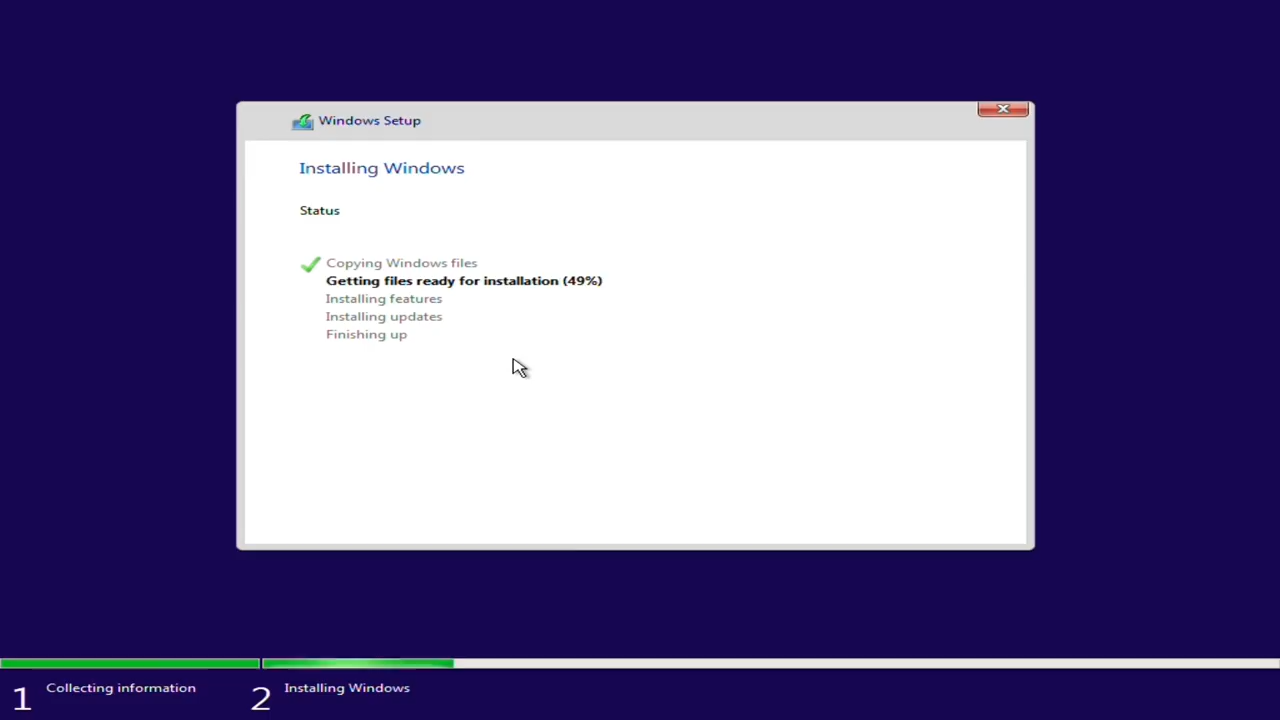 Windows Setup
Installing Windows
Status
Copying Windows files
Getting files ready for installation (49%)
Installing features
Installing updates
Finishing up
1 Collecting information
2 Installing Windows